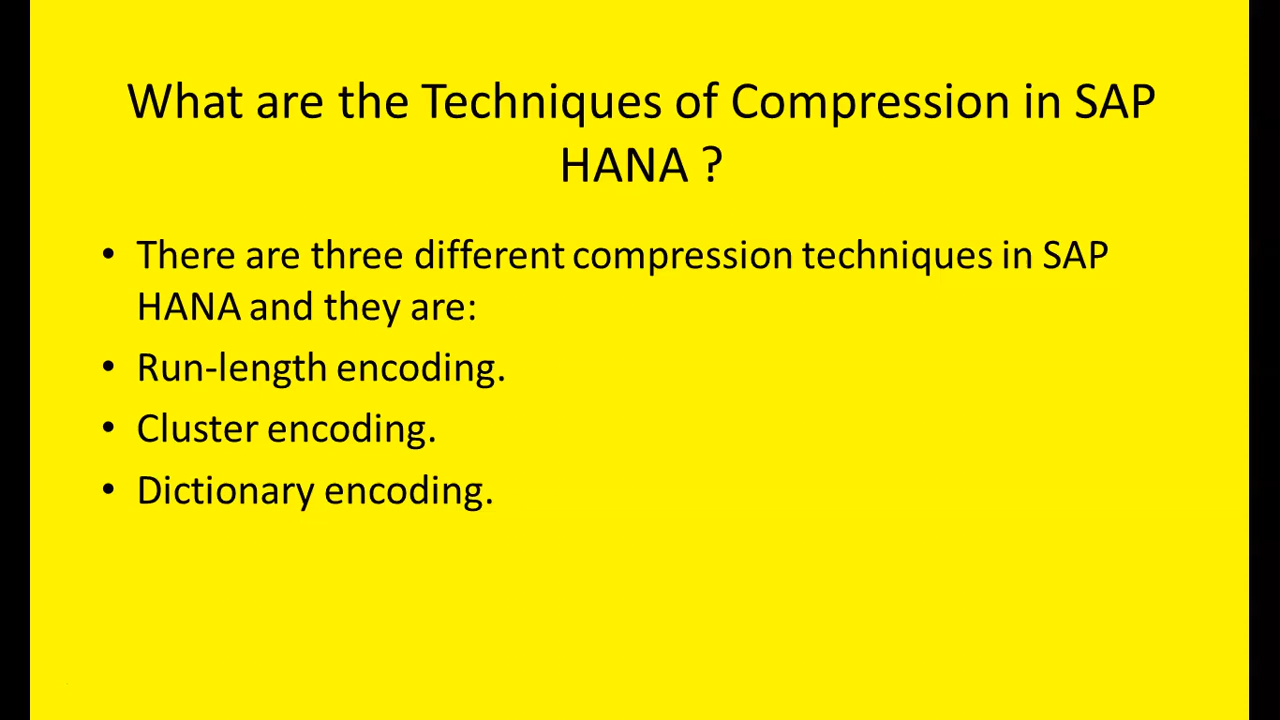 What are the Techniques of Compression in SAP
HANA ?
• There are three different compression techniques in SAP
HANA and they are:
• Run-length encoding.
• Cluster encoding.
• Dictionary encoding.